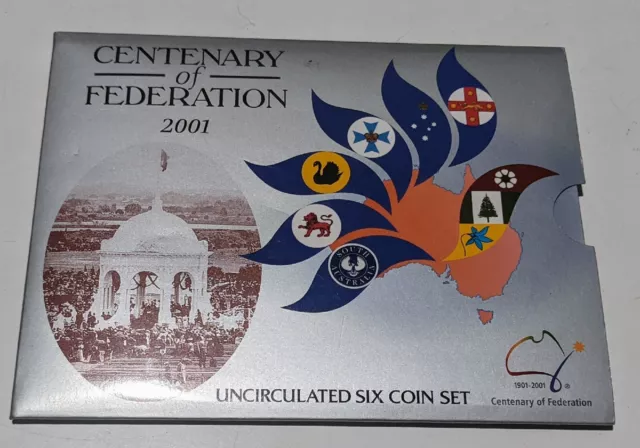 CENTENARY
of
FEDERATION
2001
SOUTH
AUSTRALIA
UNCIRCULATED SIX COIN SET
1901-2001 ®
Centenary of Federation